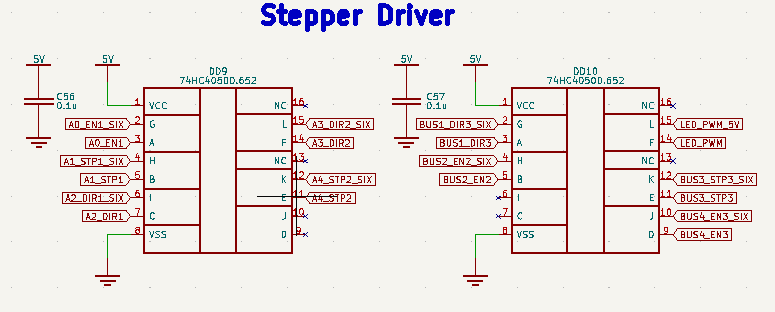 Stepper Driver
5V 5V 5V 5V
DD9 DD10
74HC4050D.652 74HC4050D.652
C56 0.1u C57 0.1u
1 VCC NC 16 1 VCC NC 16
A0_EN1_SIX 2 G L 15 A3_DIR2_SIX BUS1_DIR3_SIX 2 G L 15 LED_PWM_5V
A0_EN1 3 A F 14 A3_DIR2 BUS1_DIR3 3 A F 14 LED_PWM
A1_STP1_SIX 4 H NC 13 BUS2_EN2_SIX 4 H NC 13
A1_STP1 5 B K 12 A4_STP2_SIX BUS2_EN2 5 B K 12 BUS3_STP3_SIX
A2_DIR1_SIX 6 I E 11 A4_STP2 6 I E 11 BUS3_STP3
A2_DIR1 7 C J 10 7 C J 10 BUS4_EN3_SIX
8 VSS D 9 8 VSS D 9 BUS4_EN3